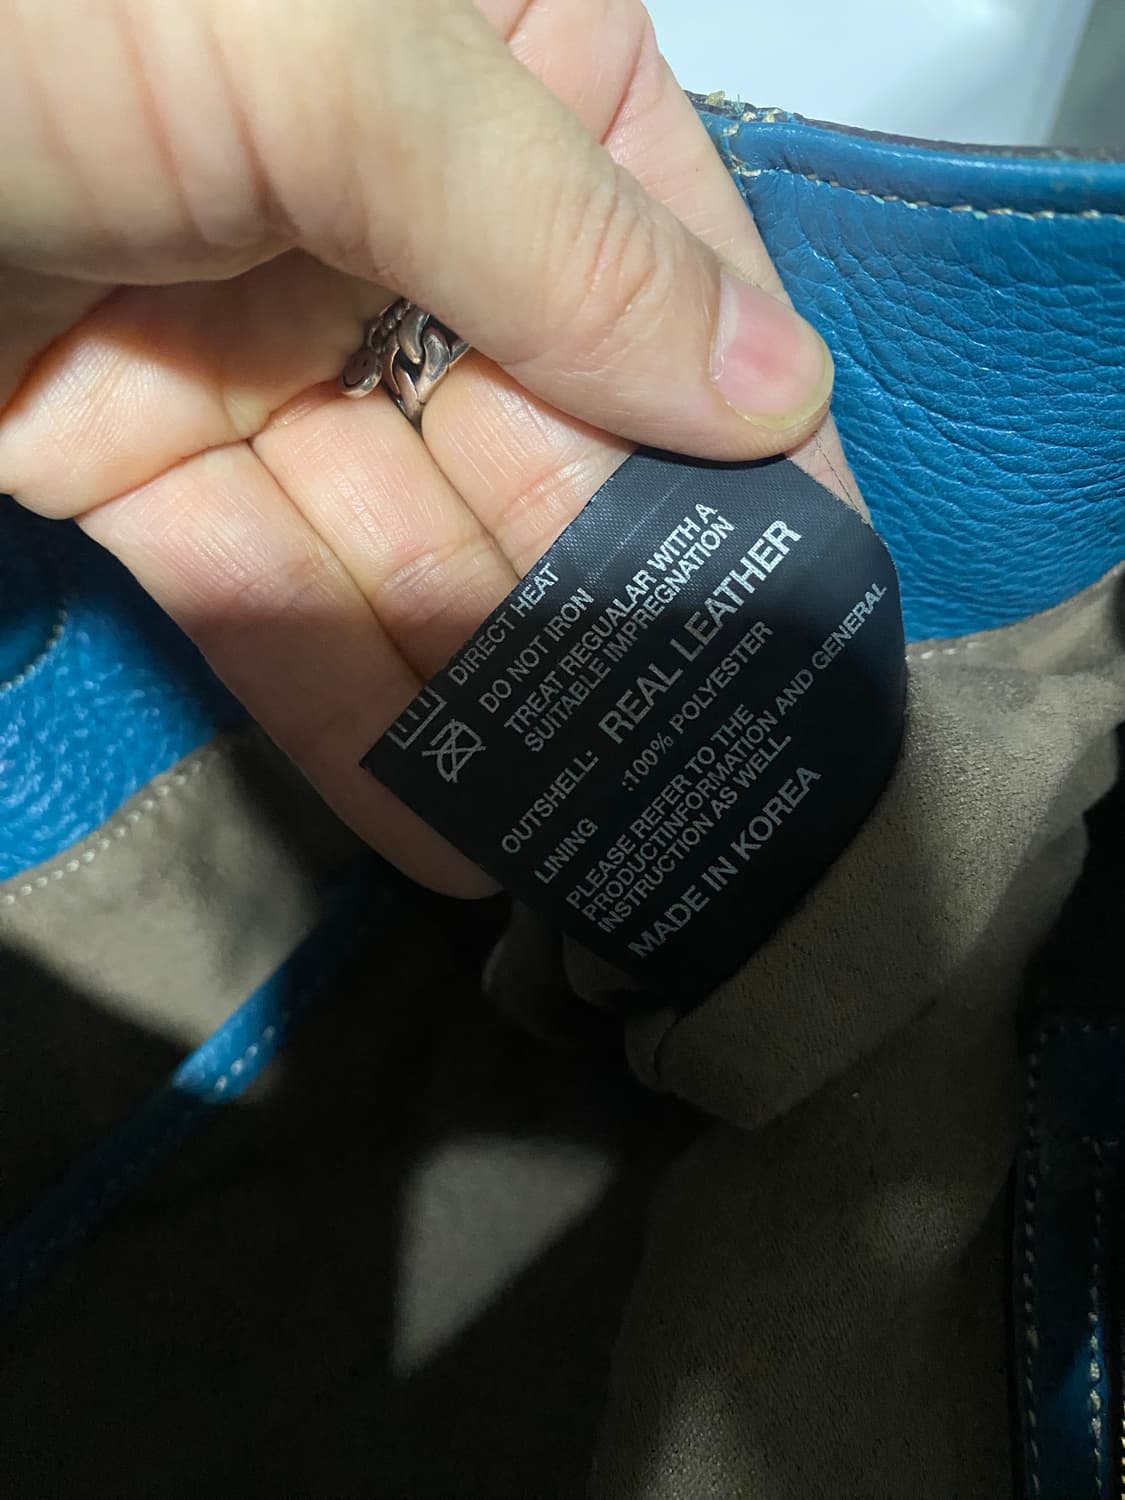 DIRECT HEAT
DO NOT IRON
TREAT REGUALAR WITH A
SUITABLE IMPREGNATION
OUTSHELL: REAL LEATHER
LINING :100% POLYESTER
PLEASE REFER TO THE
PRODUCTINFORMATION AND GENERAL
INSTRUCTION AS WELL.
MADE IN KOREA